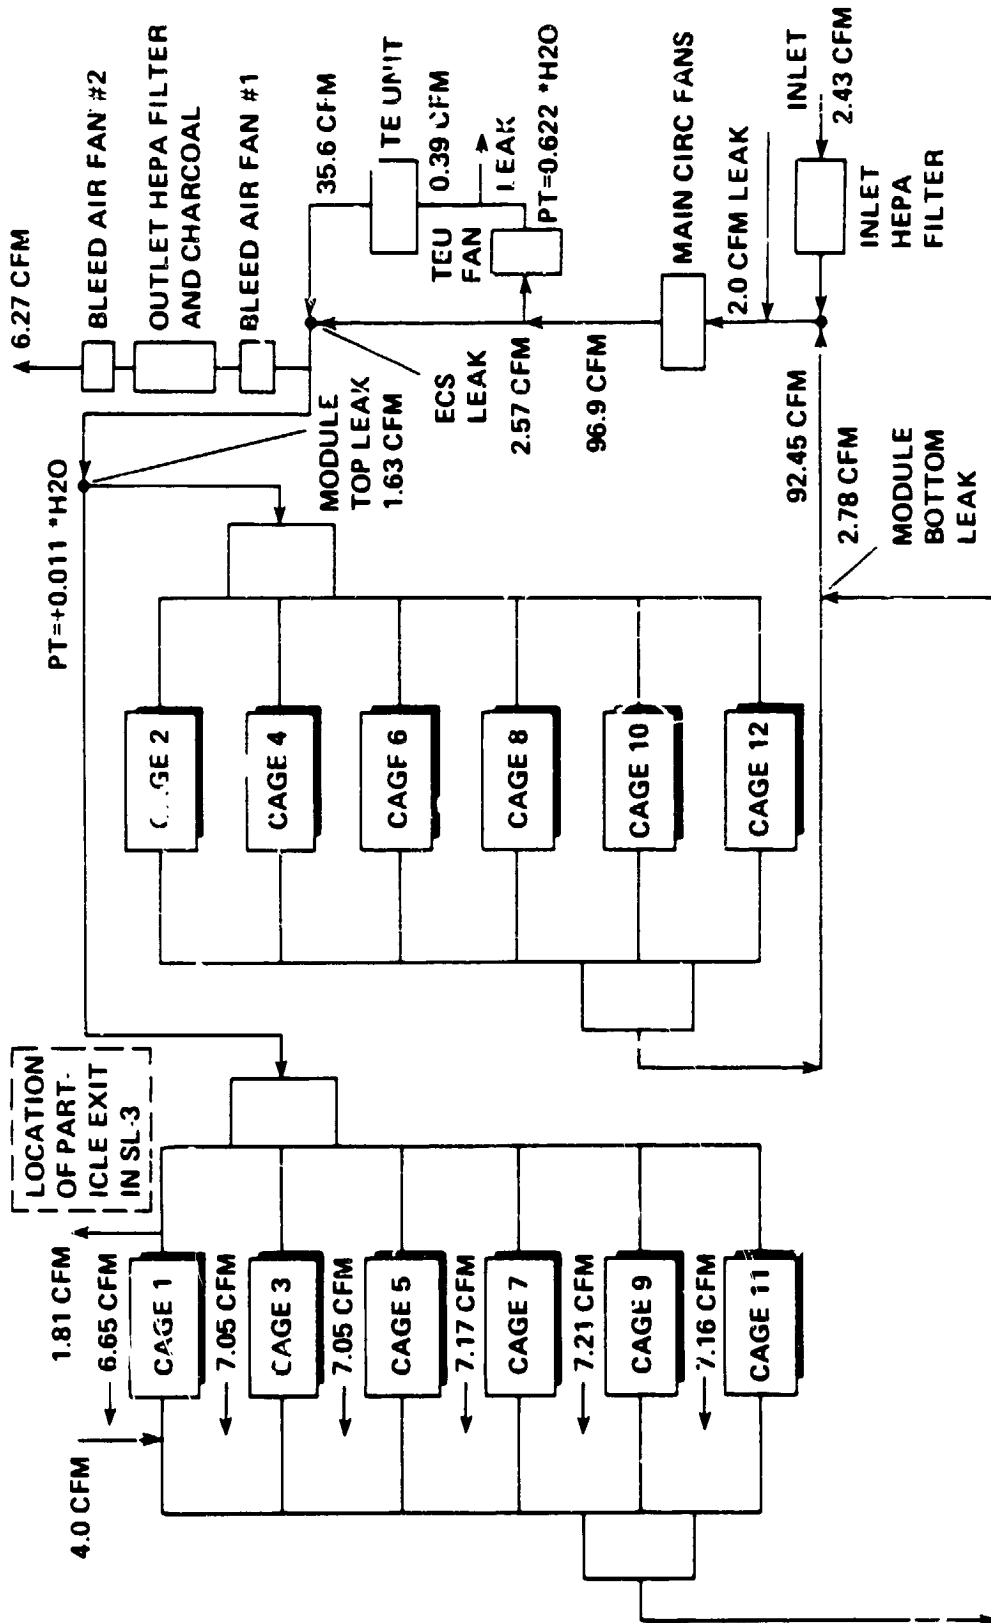 6.27 CFM
BLEED AIR FAN #2
OUTLET HEPA FILTER
AND CHARCOAL
BLEED AIR FAN #1
35.6 CFM
TE UNIT
0.39 CFM
LEAK
TEU
FAN
PT=0.622 "H2O
MAIN CIRC FANS
2.0 CFM LEAK
INLET
2.43 CFM
INLET
HEPA
FILTER
PT=+0.011 "H2O
MODULE
TOP LEAK
1.63 CFM
ECS
LEAK
2.57 CFM
96.9 CFM
92.45 CFM
2.78 CFM
MODULE
BOTTOM
LEAK
CAGE 2
CAGE 4
CAGE 6
CAGE 8
CAGE 10
CAGE 12
LOCATION
OF PART-
ICLE EXIT
IN SL-3
1.81 CFM
6.65 CFM
4.0 CFM
CAGE 1
7.05 CFM
CAGE 3
7.05 CFM
CAGE 5
7.17 CFM
CAGE 7
7.21 CFM
CAGE 9
7.16 CFM
CAGE 11